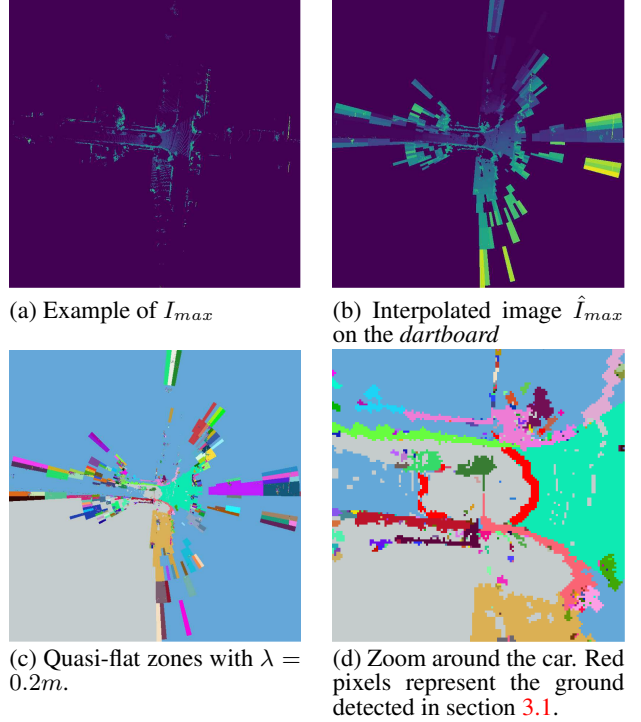 (a) Example of I_max
(b) Interpolated image Î_max
on the dartboard
(c) Quasi-flat zones with λ =
0.2m.
(d) Zoom around the car. Red
pixels represent the ground
detected in section 3.1.